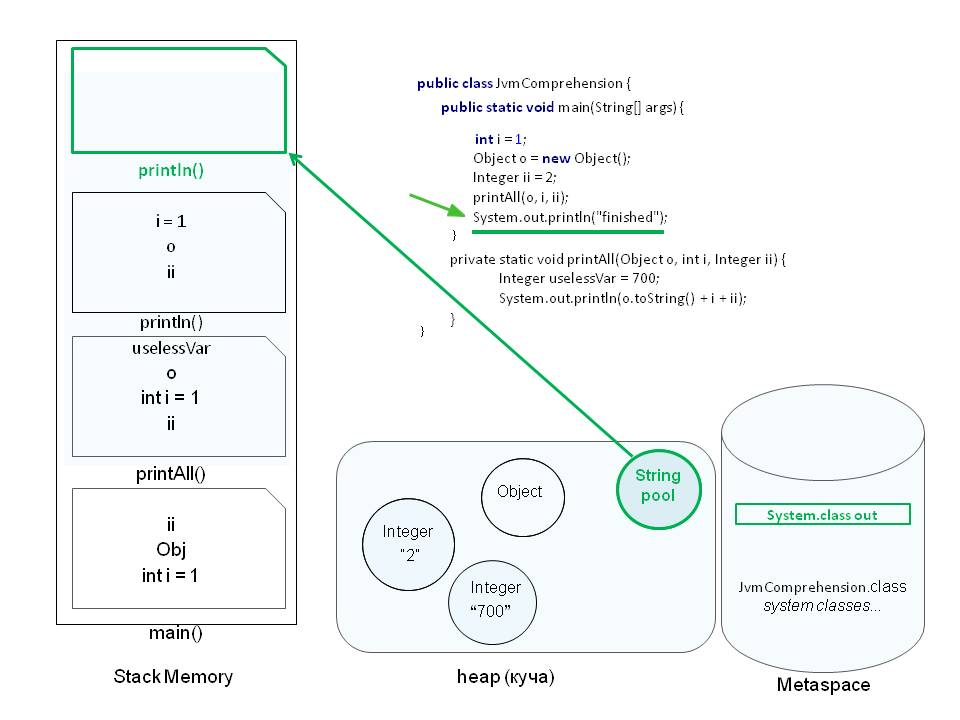 println()
i = 1
o
ii
println()
uselessVar
o
int i = 1
ii
printAll()
ii
Obj
int i = 1
main()
Stack Memory
public class JvmComprehension {
public static void main(String[] args) {
int i = 1;
Object o = new Object();
Integer ii = 2;
printAll(o, i, ii);
System.out.println("finished");
}
private static void printAll(Object o, int i, Integer ii) {
Integer uselessVar = 700;
System.out.println(o.toString() + i + ii);
}
}
Object
String
pool
Integer
"2"
Integer
“700”
heap (куча)
System.class out
JvmComprehension.class
system classes...
Metaspace